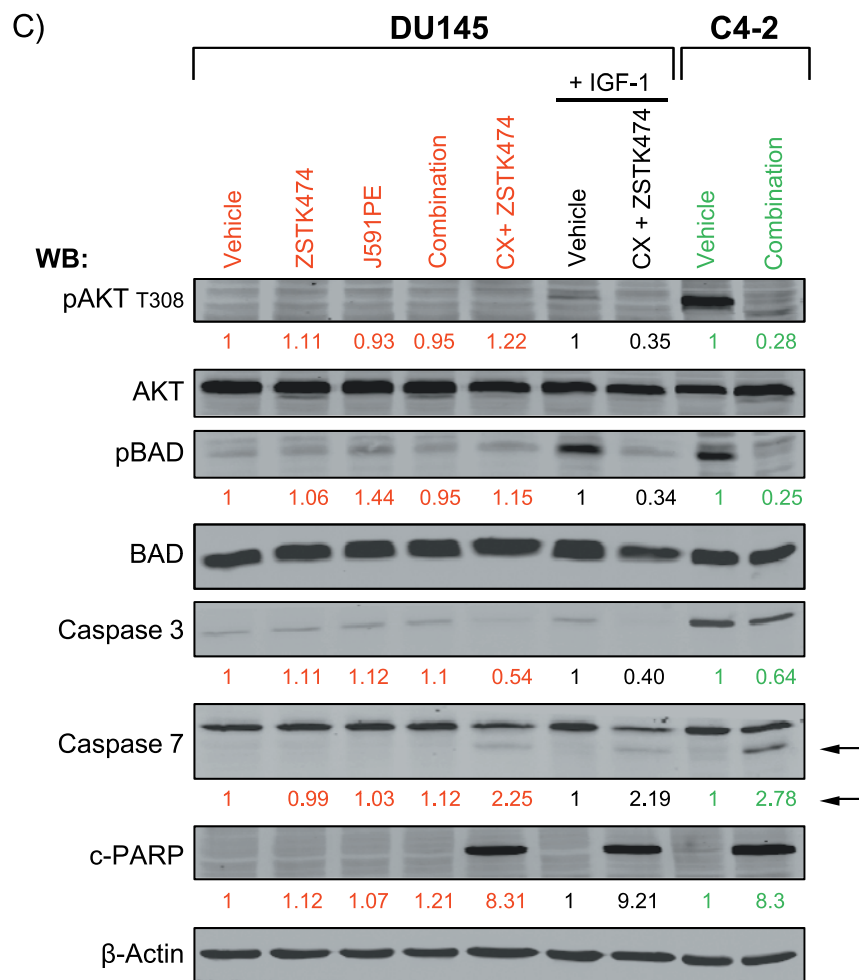 C)
DU145
C4-2
+ IGF-1
Vehicle
ZSTK474
J591PE
Combination
CX+ ZSTK474
Vehicle
CX + ZSTK474
Vehicle
Combination
WB:
pAKT T308
1 1.11 0.93 0.95 1.22 1 0.35 1 0.28
AKT
pBAD
1 1.06 1.44 0.95 1.15 1 0.34 1 0.25
BAD
Caspase 3
1 1.11 1.12 1.1 0.54 1 0.40 1 0.64
Caspase 7
1 0.99 1.03 1.12 2.25 1 2.19 1 2.78
c-PARP
1 1.12 1.07 1.21 8.31 1 9.21 1 8.3
β-Actin